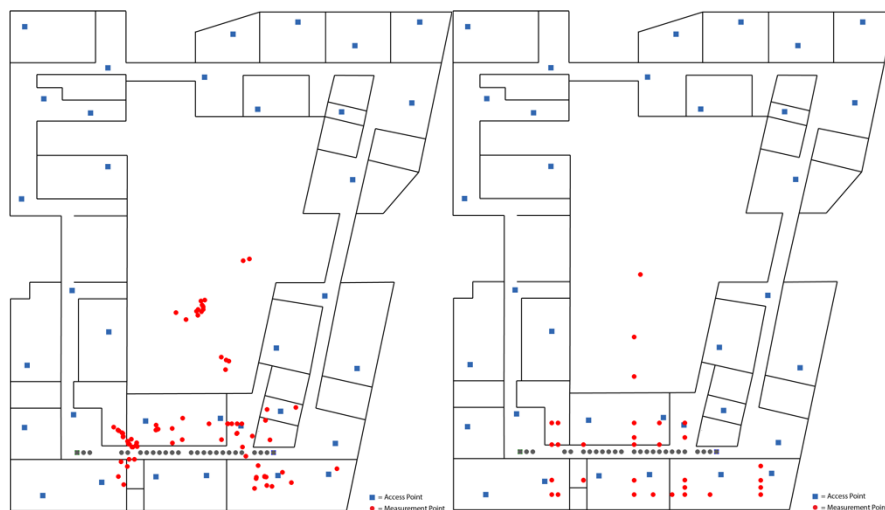 = Access Point
= Measurement Point
= Access Point
= Measurement Point